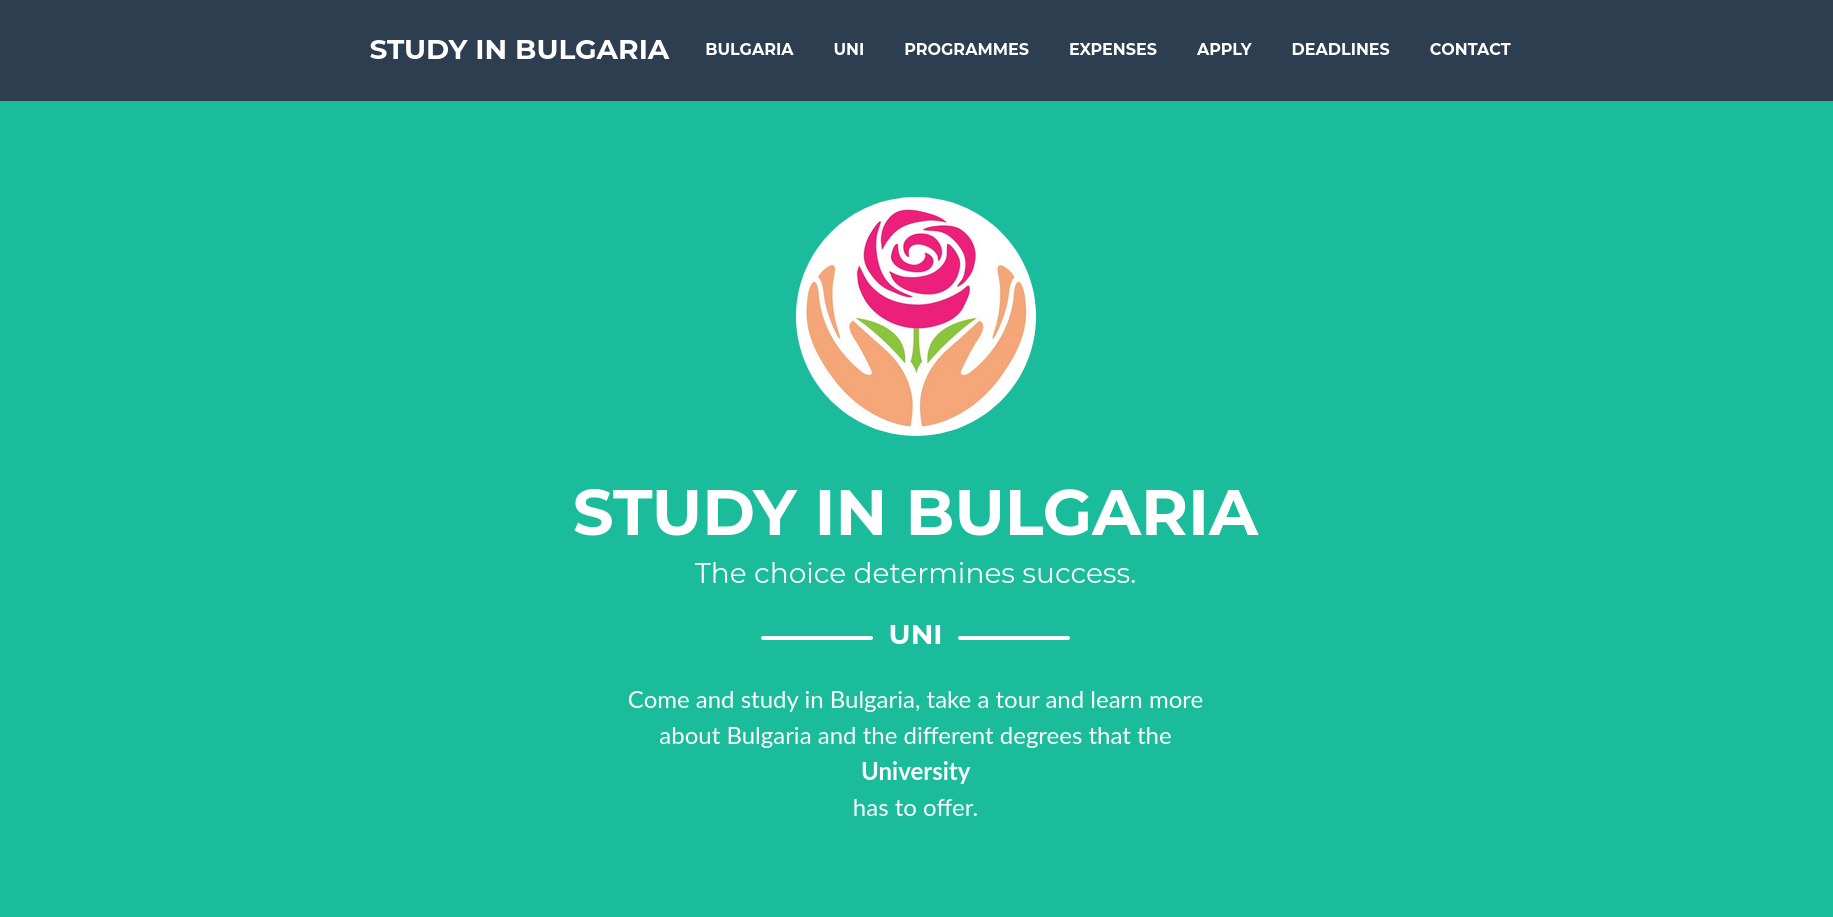 STUDY IN BULGARIA BULGARIA UNI PROGRAMMES EXPENSES APPLY DEADLINES CONTACT
STUDY IN BULGARIA
The choice determines success.
UNI
Come and study in Bulgaria, take a tour and learn more
about Bulgaria and the different degrees that the
University
has to offer.